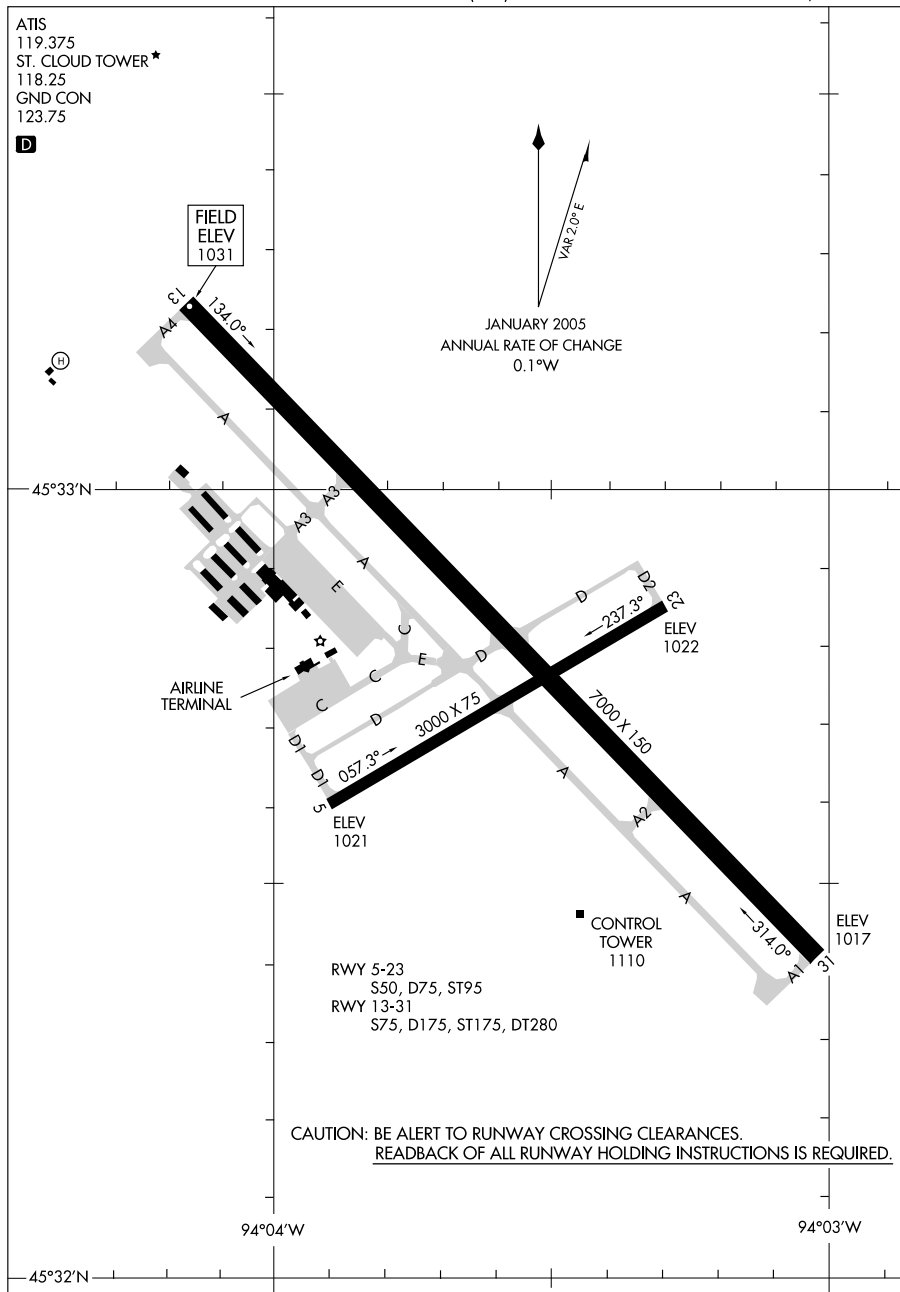 ATIS
119.375
ST. CLOUD TOWER
118.25
GND CON
123.75
D
FIELD
ELEV
1031
VAR 2.0° E
JANUARY 2005
ANNUAL RATE OF CHANGE
0.1°W
13
134.0°
A4
H
A
45°33'N
A3
A3
A
E
D
D2
23
237.3°
ELEV
1022
C
E
D
C
AIRLINE
TERMINAL
C
D
3000 X 75
7000 X 150
D1
057.3°
D1
5
ELEV
1021
A
A2
A
CONTROL
TOWER
1110
314.0°
ELEV
1017
A1
31
RWY 5-23
S50, D75, ST95
RWY 13-31
S75, D175, ST175, DT280
CAUTION: BE ALERT TO RUNWAY CROSSING CLEARANCES.
READBACK OF ALL RUNWAY HOLDING INSTRUCTIONS IS REQUIRED.
94°04'W
94°03'W
45°32'N